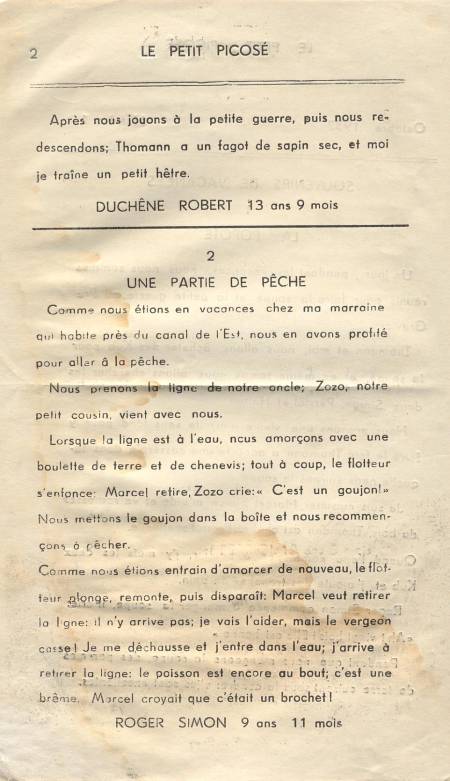 2 LE PETIT PICOSÉ
Après nous jouons à la petite guerre, puis nous re-
descendons; Thomann a un fagot de sapin sec, et moi
je traîne un petit hêtre.
DUCHÊNE ROBERT 13 ans 9 mois
2
UNE PARTIE DE PÊCHE
Comme nous étions en vacances chez ma marraine
qui habite près du canal de l'Est, nous en avons profité
pour aller â la pêche.
Nous prenons la ligne de notre oncle; Zozo, notre
petit cousin, vient avec nous.
Lorsque la ligne est à l'eau, ncus amorçons avec une
boulette de terre et de chenevis; tout à coup, le flotteur
s'enfonce: Marcel retire, Zozo crie: « C'est un goujon!»
Nous mettons le goujon dans la boîte et nous recommen-
çons à pêcher.
Comme nous étions entrain d'amorcer de nouveau, le flot-
teur plonge, remonte, puis disparaît: Marcel veut retirer
la ligne: il n'y arrive pas; je vais l'aider, mais le vergeon
casse! Je me déchausse et j'entre dans l'eau; j'arrive à
retirer la ligne: le poisson est encore au bout; c'est une
brême. Marcel croyait que c'était un brochet!
ROGER SIMON 9 ans 11 mois